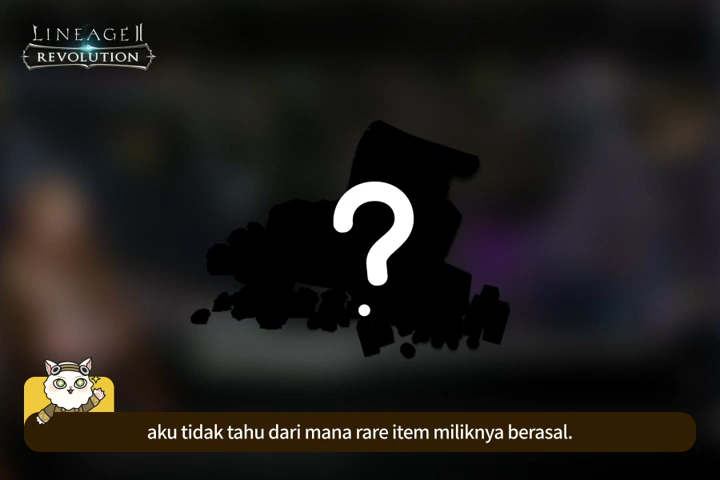 LINEAGE II
REVOLUTION
?
aku tidak tahu dari mana rare item miliknya berasal.